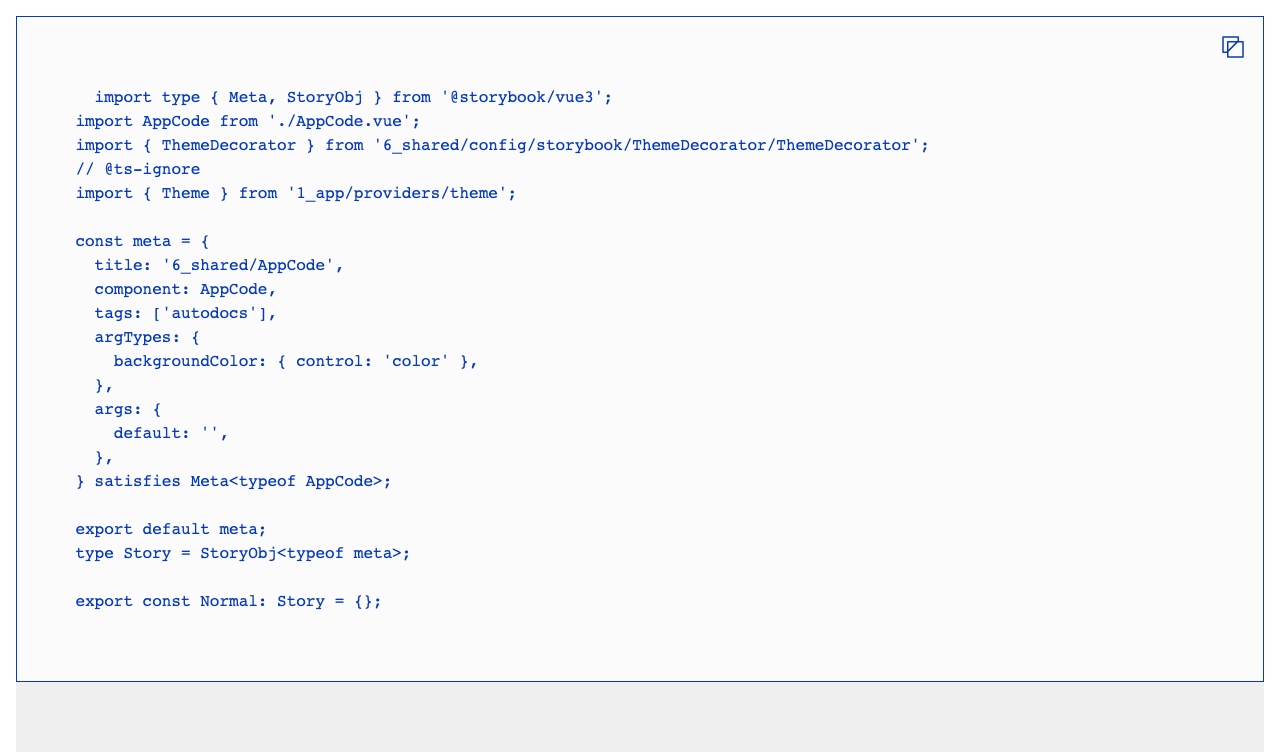 import type { Meta, StoryObj } from '@storybook/vue3';
import AppCode from './AppCode.vue';
import { ThemeDecorator } from '6_shared/config/storybook/ThemeDecorator/ThemeDecorator';
// @ts-ignore
import { Theme } from '1_app/providers/theme';

const meta = {
  title: '6_shared/AppCode',
  component: AppCode,
  tags: ['autodocs'],
  argTypes: {
    backgroundColor: { control: 'color' },
  },
  args: {
    default: '',
  },
} satisfies Meta<typeof AppCode>;

export default meta;
type Story = StoryObj<typeof meta>;

export const Normal: Story = {};